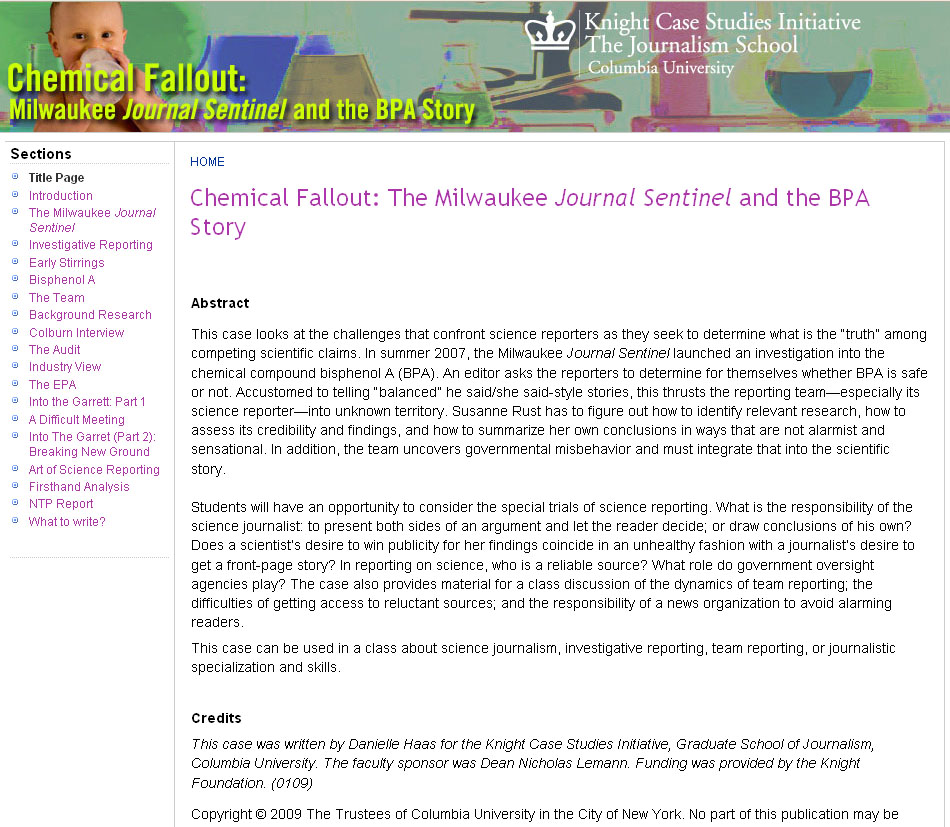 Knight Case Studies Initiative
The Journalism School
Columbia University
Chemical Fallout:
Milwaukee Journal Sentinel and the BPA Story
Sections
Title Page
Introduction
The Milwaukee Journal
Sentinel
Investigative Reporting
Early Stirrings
Bisphenol A
The Team
Background Research
Colburn Interview
The Audit
Industry View
The EPA
Into the Garrett: Part 1
A Difficult Meeting
Into The Garret (Part 2):
Breaking New Ground
Art of Science Reporting
Firsthand Analysis
NTP Report
What to write?
HOME
Chemical Fallout: The Milwaukee Journal Sentinel and the BPA
Story
Abstract
This case looks at the challenges that confront science reporters as they seek to determine what is the "truth" among
competing scientific claims. In summer 2007, the Milwaukee Journal Sentinel launched an investigation into the
chemical compound bisphenol A (BPA). An editor asks the reporters to determine for themselves whether BPA is safe
or not. Accustomed to telling "balanced" he said/she said-style stories, this thrusts the reporting team—especially its
science reporter—into unknown territory. Susanne Rust has to figure out how to identify relevant research, how to
assess its credibility and findings, and how to summarize her own conclusions in ways that are not alarmist and
sensational. In addition, the team uncovers governmental misbehavior and must integrate that into the scientific
story.
Students will have an opportunity to consider the special trials of science reporting. What is the responsibility of the
science journalist: to present both sides of an argument and let the reader decide; or draw conclusions of his own?
Does a scientist's desire to win publicity for her findings coincide in an unhealthy fashion with a journalist's desire to
get a front-page story? In reporting on science, who is a reliable source? What role do government oversight
agencies play? The case also provides material for a class discussion of the dynamics of team reporting; the
difficulties of getting access to reluctant sources; and the responsibility of a news organization to avoid alarming
readers.
This case can be used in a class about science journalism, investigative reporting, team reporting, or journalistic
specialization and skills.
Credits
This case was written by Danielle Haas for the Knight Case Studies Initiative, Graduate School of Journalism,
Columbia University. The faculty sponsor was Dean Nicholas Lemann. Funding was provided by the Knight
Foundation. (0109)
Copyright © 2009 The Trustees of Columbia University in the City of New York. No part of this publication may be